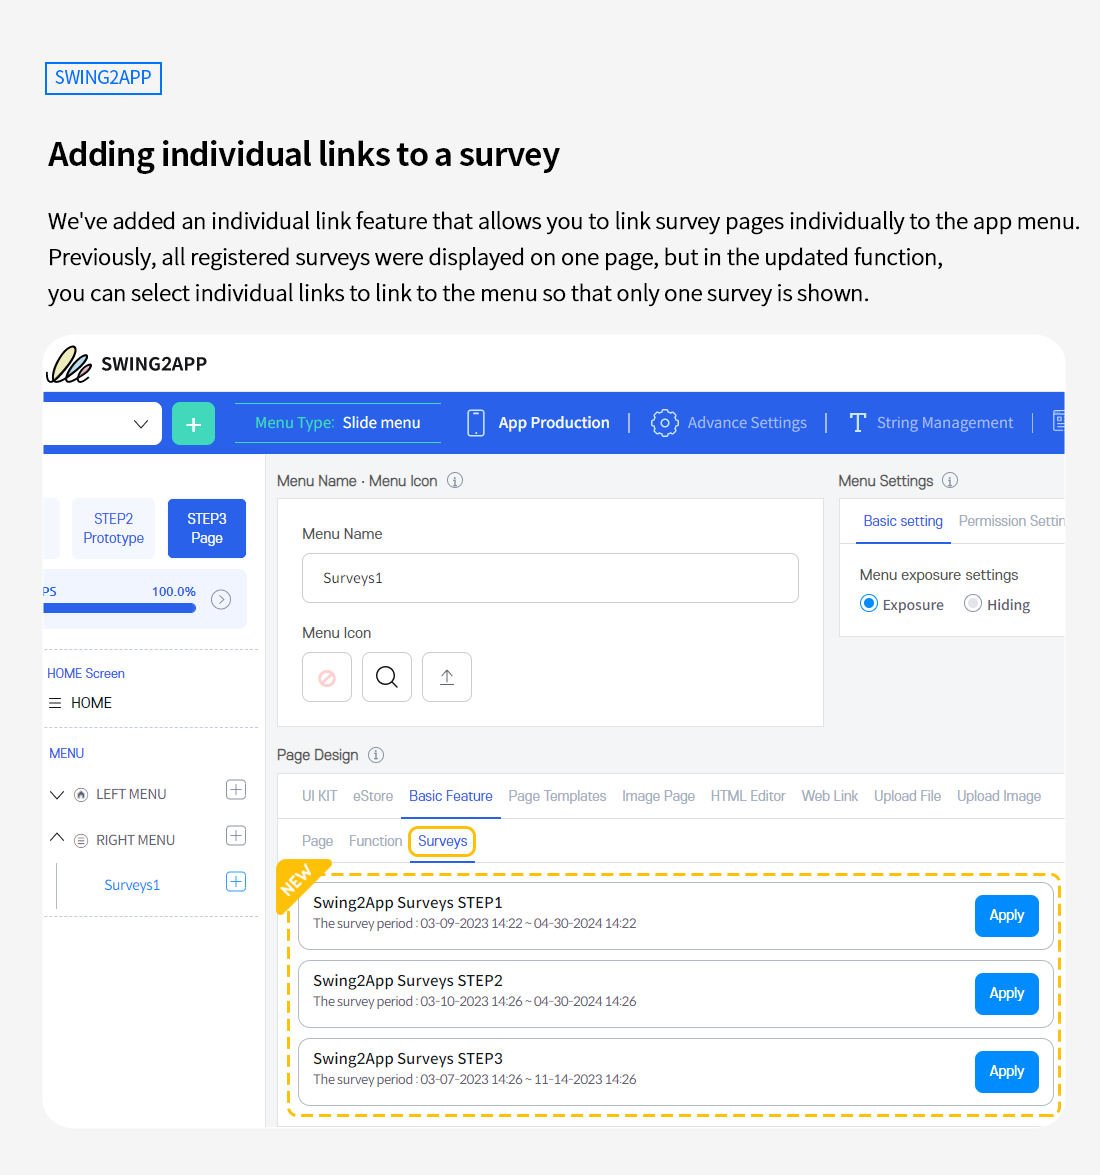 SWING2APP
Adding individual links to a survey
We've added an individual link feature that allows you to link survey pages individually to the app menu.
Previously, all registered surveys were displayed on one page, but in the updated function,
you can select individual links to link to the menu so that only one survey is shown.
SWING2APP
+ Menu Type: Slide menu App Production | Advance Settings | String Management |
STEP2 Prototype
STEP3 Page
PS 100.0%
HOME Screen
HOME
MENU
LEFT MENU
RIGHT MENU
Surveys1
Menu Name · Menu Icon
Menu Name
Surveys1
Menu Icon
Menu Settings
Basic setting Permission Settin
Menu exposure settings
Exposure Hiding
Page Design
UI KIT eStore Basic Feature Page Templates Image Page HTML Editor Web Link Upload File Upload Image
Page Function Surveys
NEW
Swing2App Surveys STEP1
The survey period : 03-09-2023 14:22 ~ 04-30-2024 14:22
Apply
Swing2App Surveys STEP2
The survey period : 03-10-2023 14:26 ~ 04-30-2024 14:26
Apply
Swing2App Surveys STEP3
The survey period : 03-07-2023 14:26 ~ 11-14-2023 14:26
Apply